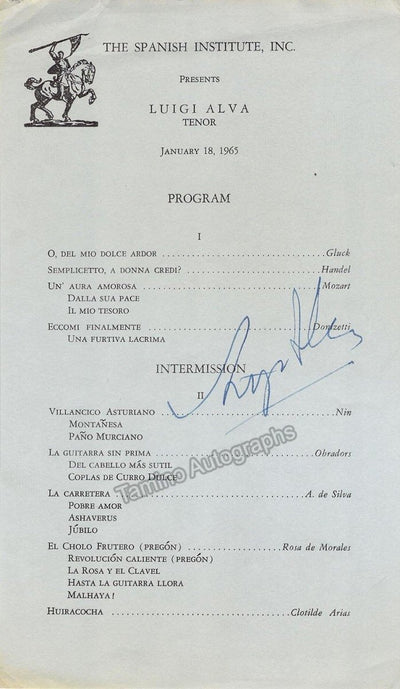 THE SPANISH INSTITUTE, INC.
PRESENTS
LUIGI ALVA
TENOR
JANUARY 18, 1965
PROGRAM
I
O, DEL MIO DOLCE ARDOR ........................................Gluck
SEMPLICETTO, A DONNA CREDI? ..............................Handel
UN' AURA AMOROSA ........................................Mozart
DALLA SUA PACE
IL MIO TESORO
ECCOMI FINALMENTE ........................................Donizetti
UNA FURTIVA LACRIMA
INTERMISSION
II
VILLANCICO ASTURIANO ........................................Nin
MONTAÑESA
PAÑO MURCIANO
LA GUITARRA SIN PRIMA ........................................Obradors
DEL CABELLO MÁS SUTIL
COPLAS DE CURRO DULCE
LA CARRETERA ........................................A. de Silva
POBRE AMOR
ASHAVERUS
JÚBILO
EL CHOLO FRUTERO (PREGÓN) ....................Rosa de Morales
REVOLUCIÓN CALIENTE (PREGÓN)
LA ROSA Y EL CLAVEL
HASTA LA GUITARRA LLORA
MALHAYA!
HUIRACOCHA ........................................Clotilde Arias
Tamino Autographs